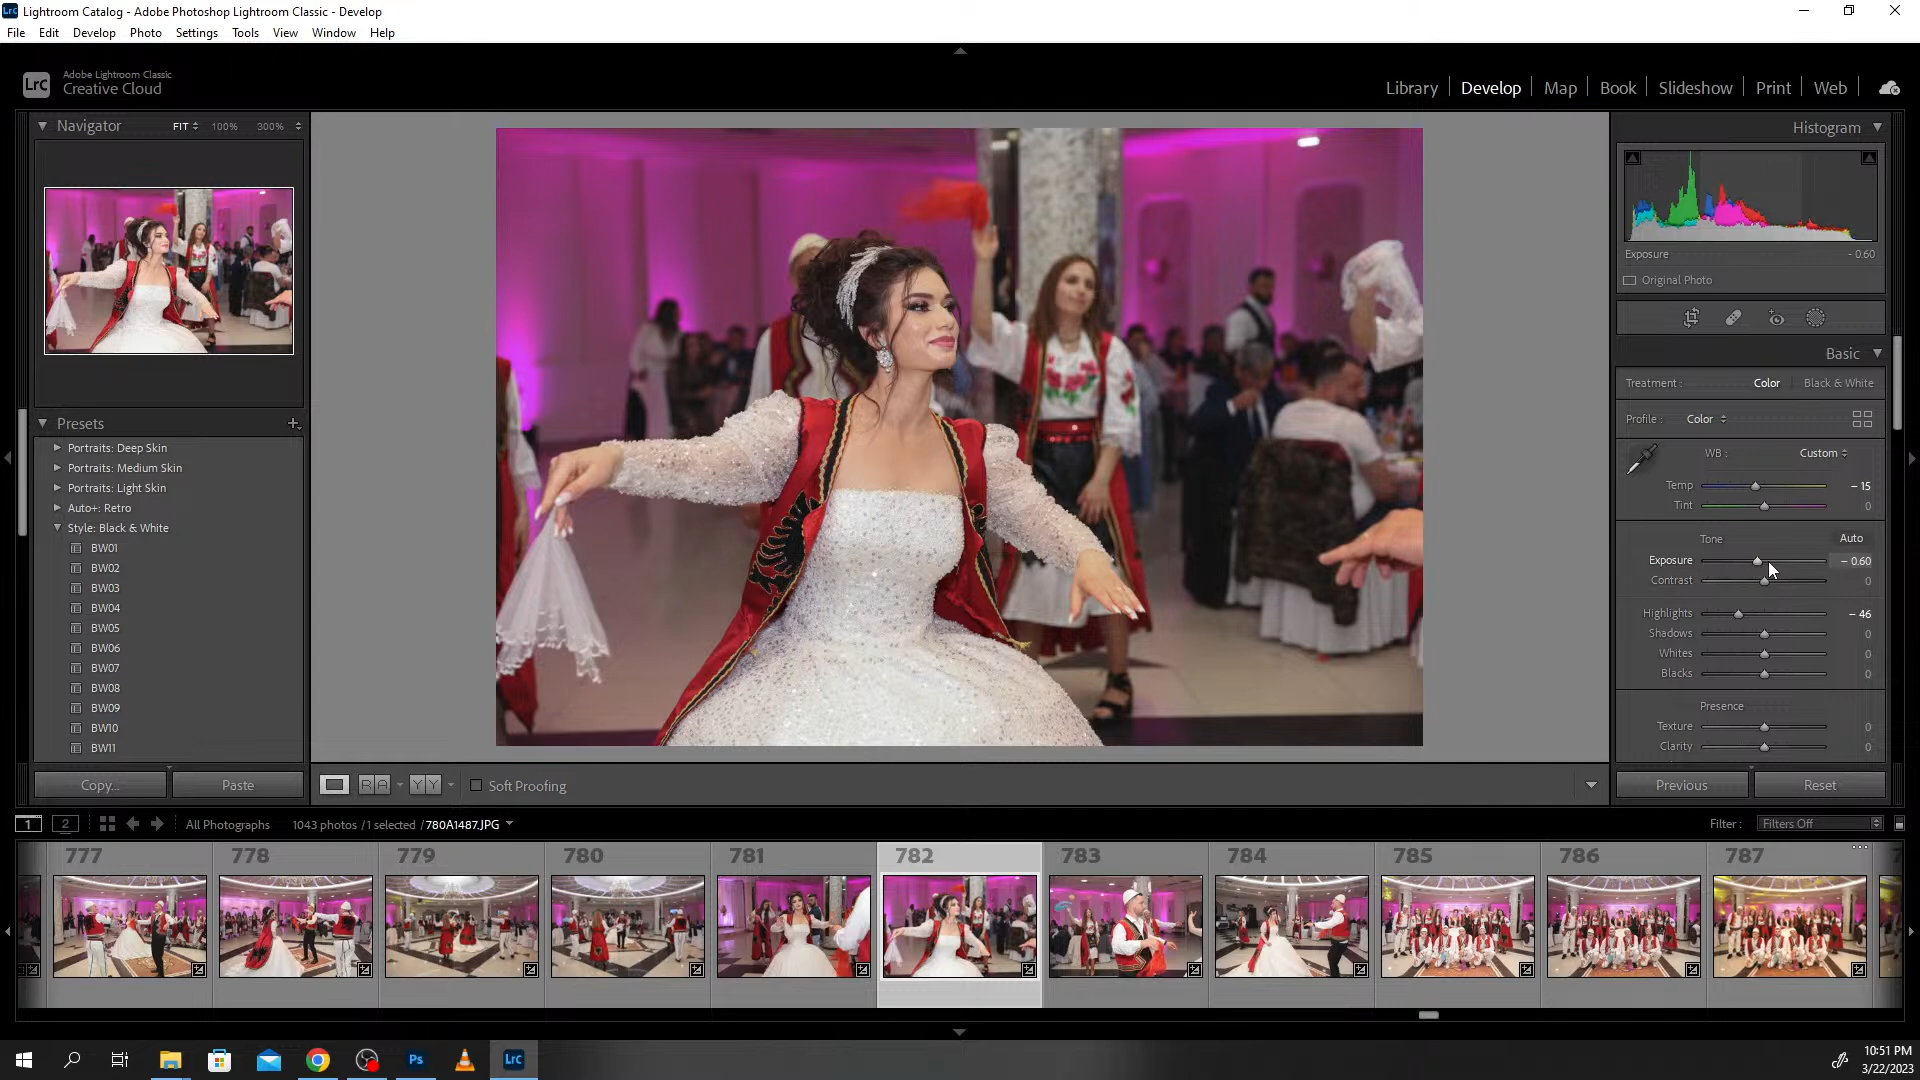 Lightroom Catalog - Adobe Photoshop Lightroom Classic - Develop
File Edit Develop Photo Settings Tools View Window Help
LrC
Adobe Lightroom Classic
Creative Cloud
Library Develop Map Book Slideshow Print Web
Navigator FIT 100% 300%
Histogram
Exposure - 0.60
Original Photo
Basic
Treatment : Color Black & White
Profile : Color
WB : Custom
Temp - 15
Tint 0
Tone Auto
Exposure - 0.60
Contrast 0
Highlights - 46
Shadows 0
Whites 0
Blacks 0
Presence
Texture 0
Clarity 0
Previous Reset
Presets
Portraits: Deep Skin
Portraits: Medium Skin
Portraits: Light Skin
Auto+: Retro
Style: Black & White
BW01
BW02
BW03
BW04
BW05
BW06
BW07
BW08
BW09
BW10
BW11
Copy... Paste
R A Y Y Soft Proofing
1 2 All Photographs 1043 photos / 1 selected / 780A1487.JPG Filter : Filters Off
777 778 779 780 781 782 783 784 785 786 787
Ps LrC
10:51 PM
3/22/2023